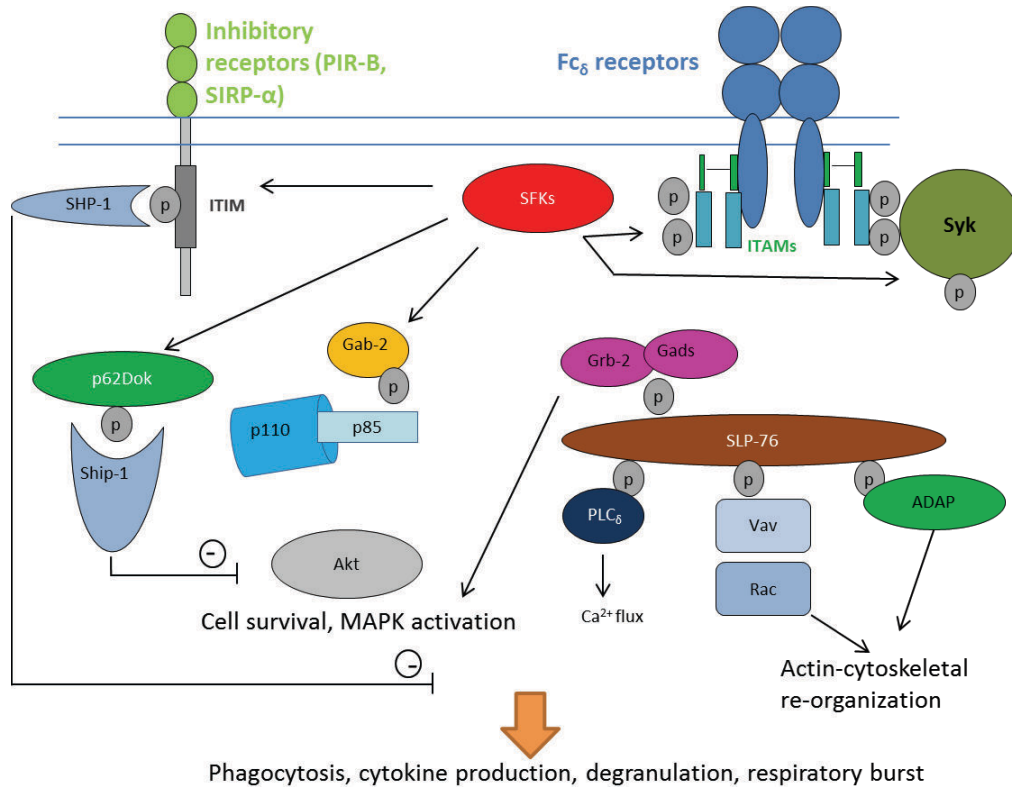 Inhibitory
receptors (PIR-B,
SIRP-α)
Fcδ receptors
SHP-1
p
ITIM
SFKs
p
p
ITAMs
p
p
Syk
p
Gab-2
p
p62Dok
p
Ship-1
p110
p85
Grb-2
Gads
p
SLP-76
p
p
p
PLCδ
Vav
ADAP
Rac
-
Akt
Ca²⁺ flux
Cell survival, MAPK activation
-
Actin-cytoskeletal
re-organization
Phagocytosis, cytokine production, degranulation, respiratory burst